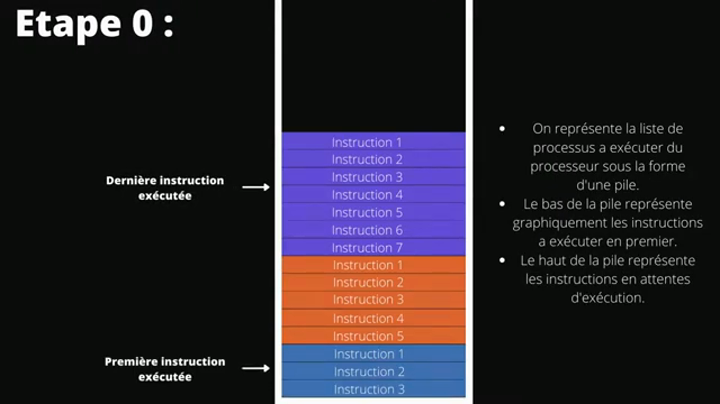 Etape 0 :
Dernière instruction
exécutée
Première instruction
exécutée
Instruction 1
Instruction 2
Instruction 3
Instruction 4
Instruction 5
Instruction 6
Instruction 7
Instruction 1
Instruction 2
Instruction 3
Instruction 4
Instruction 5
Instruction 1
Instruction 2
Instruction 3
• On représente la liste de
processus a exécuter du
processeur sous la forme
d'une pile.
• Le bas de la pile représente
graphiquement les instructions
a exécuter en premier.
• Le haut de la pile représente
les instructions en attentes
d'exécution.